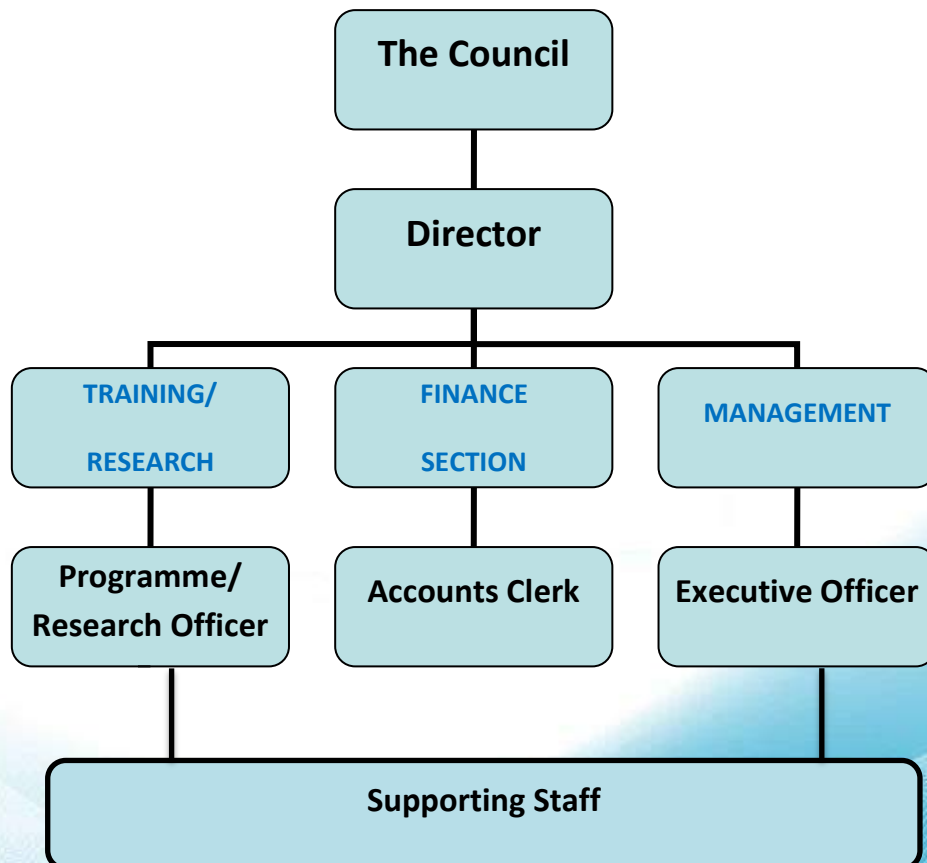 The Council
Director
TRAINING/
RESEARCH
FINANCE
SECTION
MANAGEMENT
Programme/
Research Officer
Accounts Clerk
Executive Officer
Supporting Staff